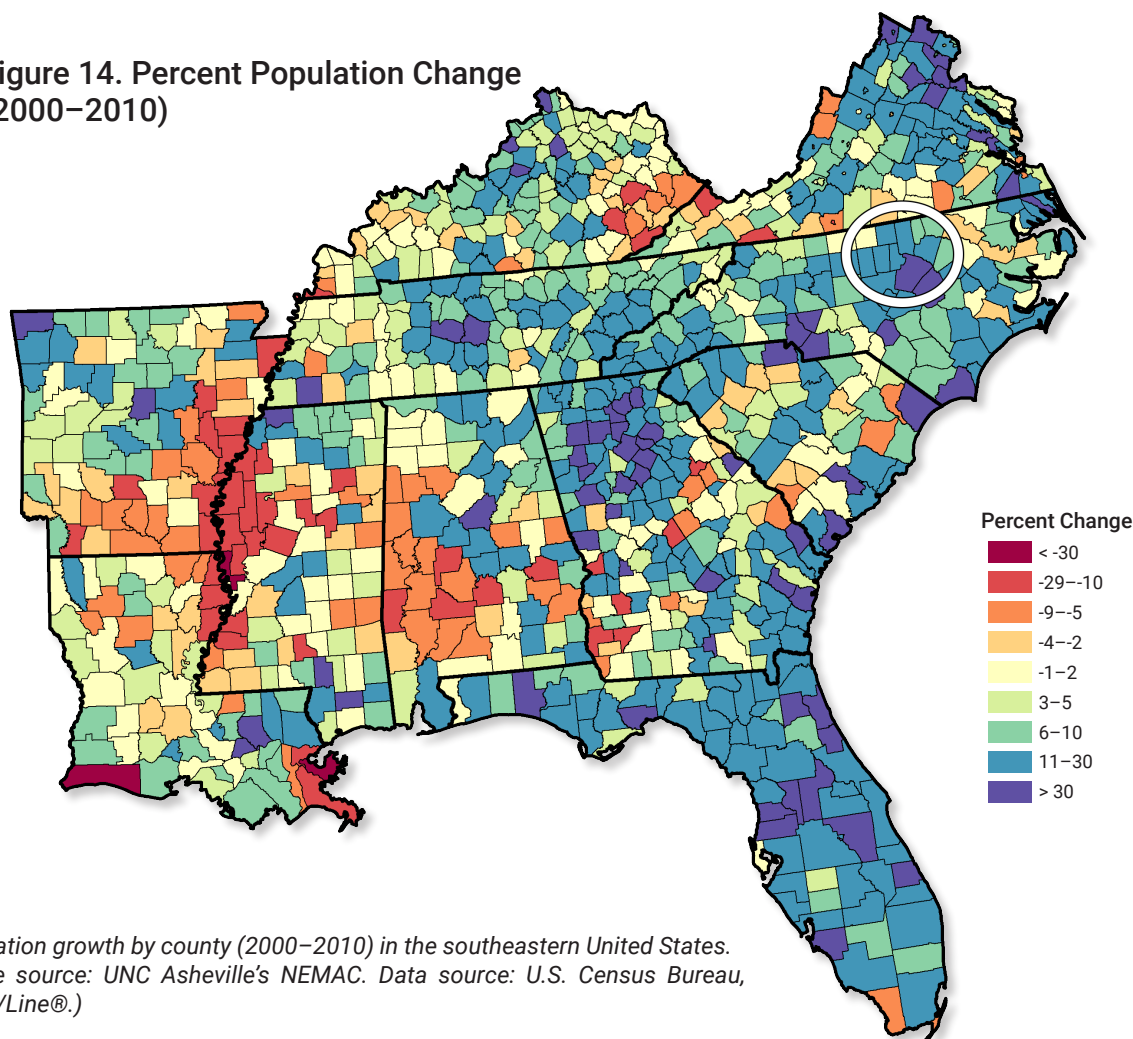 igure 14. Percent Population Change
2000–2010)
Percent Change
< -30
-29–-10
-9–-5
-4–-2
-1–2
3–5
6–10
11–30
> 30
ation growth by county (2000–2010) in the southeastern United States.
e source: UNC Asheville's NEMAC. Data source: U.S. Census Bureau,
/Line®.)